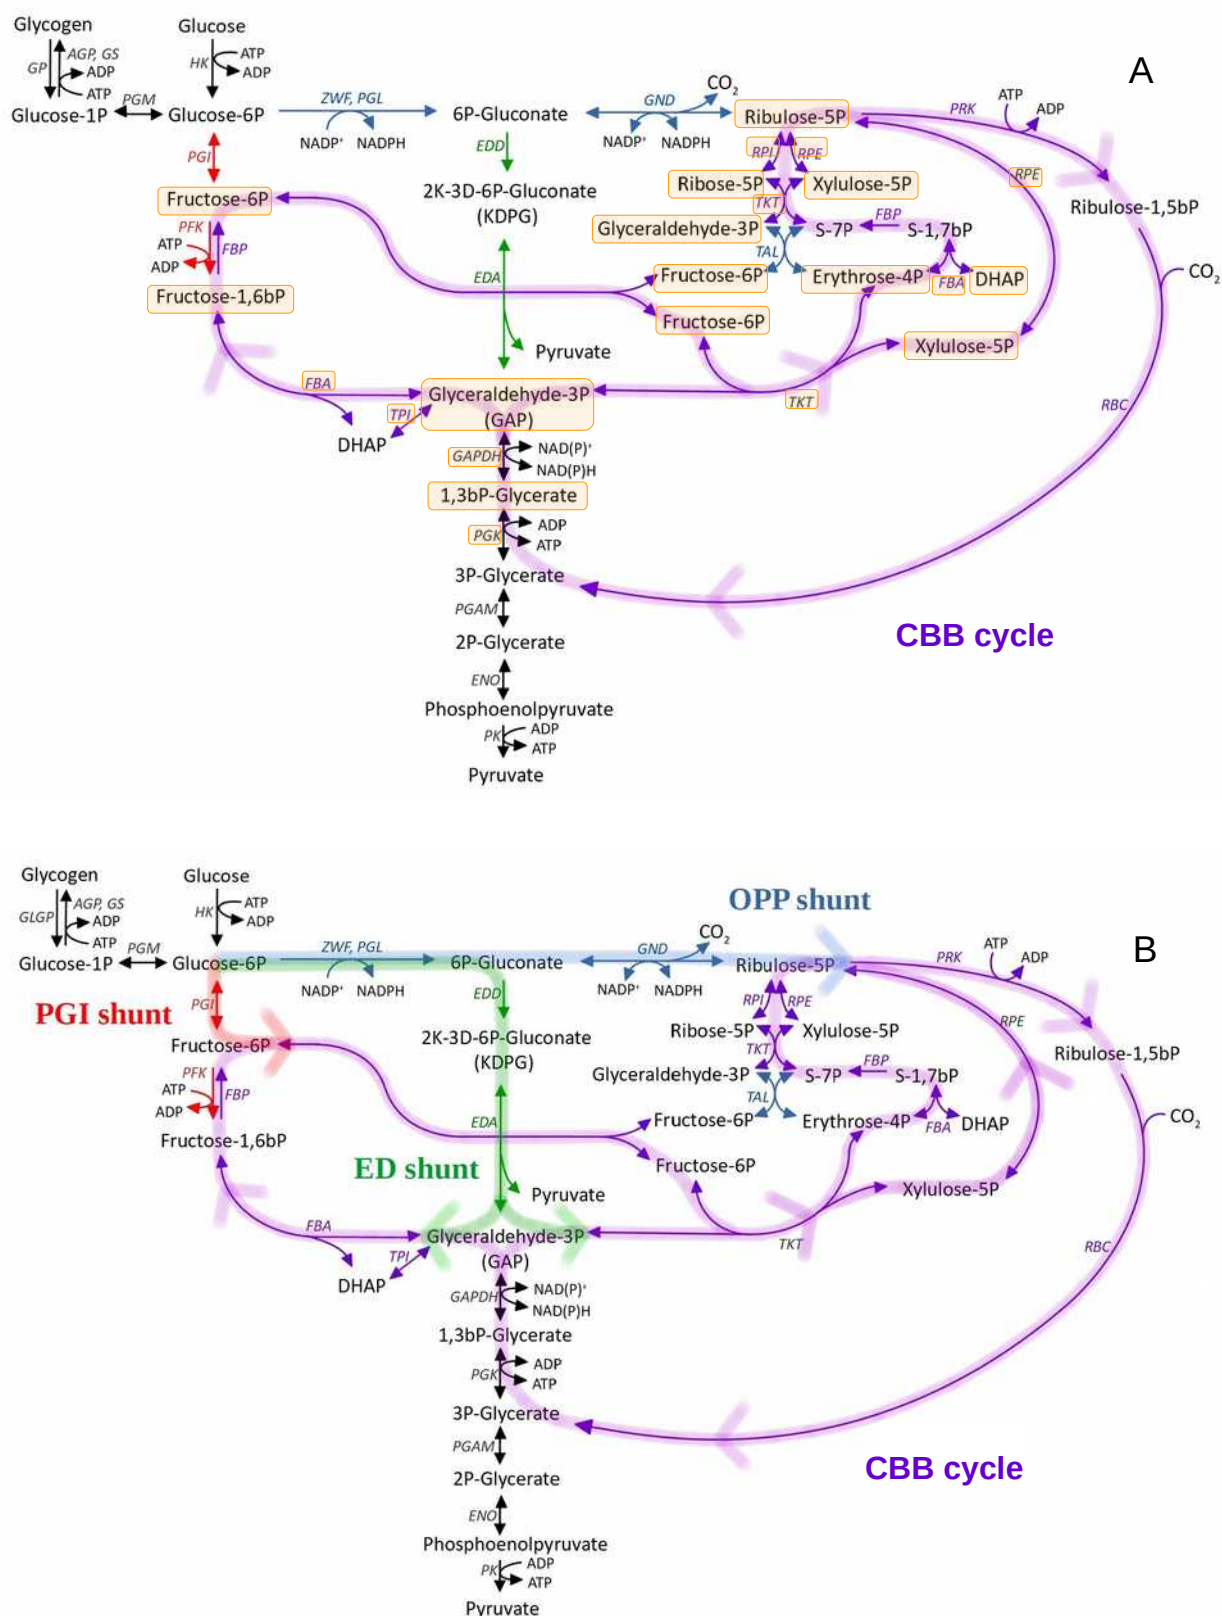 A
Glycogen
Glucose
GP
AGP, GS
ADP
ATP
HK
ATP
ADP
Glucose-1P
PGM
Glucose-6P
ZWF, PGL
NADP⁺
NADPH
6P-Gluconate
GND
CO₂
NADP⁺
NADPH
Ribulose-5P
PRK
ATP
ADP
PGI
EDD
RPI
RPE
RPE
Fructose-6P
2K-3D-6P-Gluconate
(KDPG)
Ribose-5P
Xylulose-5P
TKT
Ribulose-1,5bP
PFK
ATP
ADP
FBP
Glyceraldehyde-3P
S-7P
FBP
S-1,7bP
TAL
EDA
Fructose-6P
Erythrose-4P
FBA
DHAP
CO₂
Fructose-1,6bP
Fructose-6P
Pyruvate
Xylulose-5P
FBA
Glyceraldehyde-3P
(GAP)
TKT
RBC
TPI
DHAP
GAPDH
NAD(P)⁺
NAD(P)H
1,3bP-Glycerate
PGK
ADP
ATP
3P-Glycerate
PGAM
2P-Glycerate
CBB cycle
ENO
Phosphoenolpyruvate
PK
ADP
ATP
Pyruvate
B
Glycogen
Glucose
OPP shunt
GLGP
AGP, GS
ADP
ATP
HK
ATP
ADP
Glucose-1P
PGM
Glucose-6P
ZWF, PGL
NADP⁺
NADPH
6P-Gluconate
GND
CO₂
NADP⁺
NADPH
Ribulose-5P
PRK
ATP
ADP
PGI shunt
PGI
EDD
RPI
RPE
RPE
Fructose-6P
2K-3D-6P-Gluconate
(KDPG)
Ribose-5P
Xylulose-5P
TKT
Ribulose-1,5bP
PFK
ATP
ADP
FBP
Glyceraldehyde-3P
S-7P
FBP
S-1,7bP
TAL
EDA
Fructose-6P
Erythrose-4P
FBA
DHAP
CO₂
Fructose-1,6bP
ED shunt
Fructose-6P
Pyruvate
Xylulose-5P
FBA
Glyceraldehyde-3P
(GAP)
TKT
RBC
TPI
DHAP
GAPDH
NAD(P)⁺
NAD(P)H
1,3bP-Glycerate
PGK
ADP
ATP
3P-Glycerate
PGAM
2P-Glycerate
CBB cycle
ENO
Phosphoenolpyruvate
PK
ADP
ATP
Pyruvate